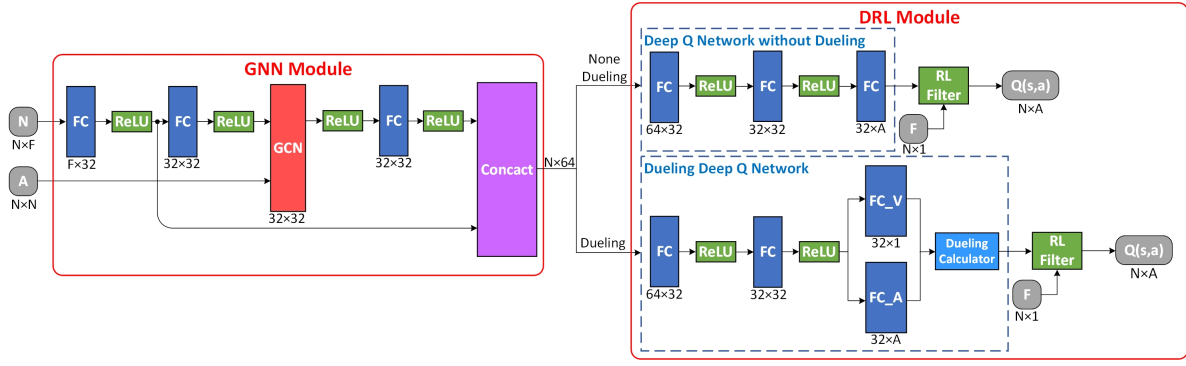 GNN Module
N
N×F
FC
F×32
ReLU
FC
32×32
ReLU
GCN
32×32
ReLU
FC
32×32
ReLU
Concact
A
N×N
N×64
None
Dueling
Dueling
DRL Module
Deep Q Network without Dueling
FC
64×32
ReLU
FC
32×32
ReLU
FC
32×A
RL
Filter
F
N×1
Q(s,a)
N×A
Dueling Deep Q Network
FC
64×32
ReLU
FC
32×32
ReLU
FC_V
32×1
FC_A
32×A
Dueling
Calculator
RL
Filter
F
N×1
Q(s,a)
N×A